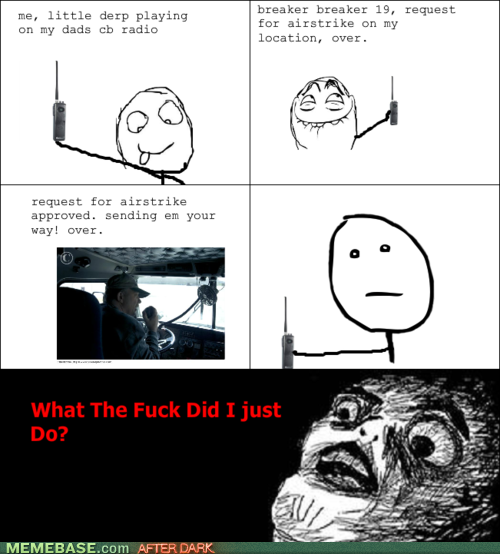 me, little derp playing
on my dads cb radio
breaker breaker 19, request
for airstrike on my
location, over.
request for airstrike
approved. sending em your
way! over.
©
What The Fuck Did I just
Do?
MEMEBASE.com AFTER DARK